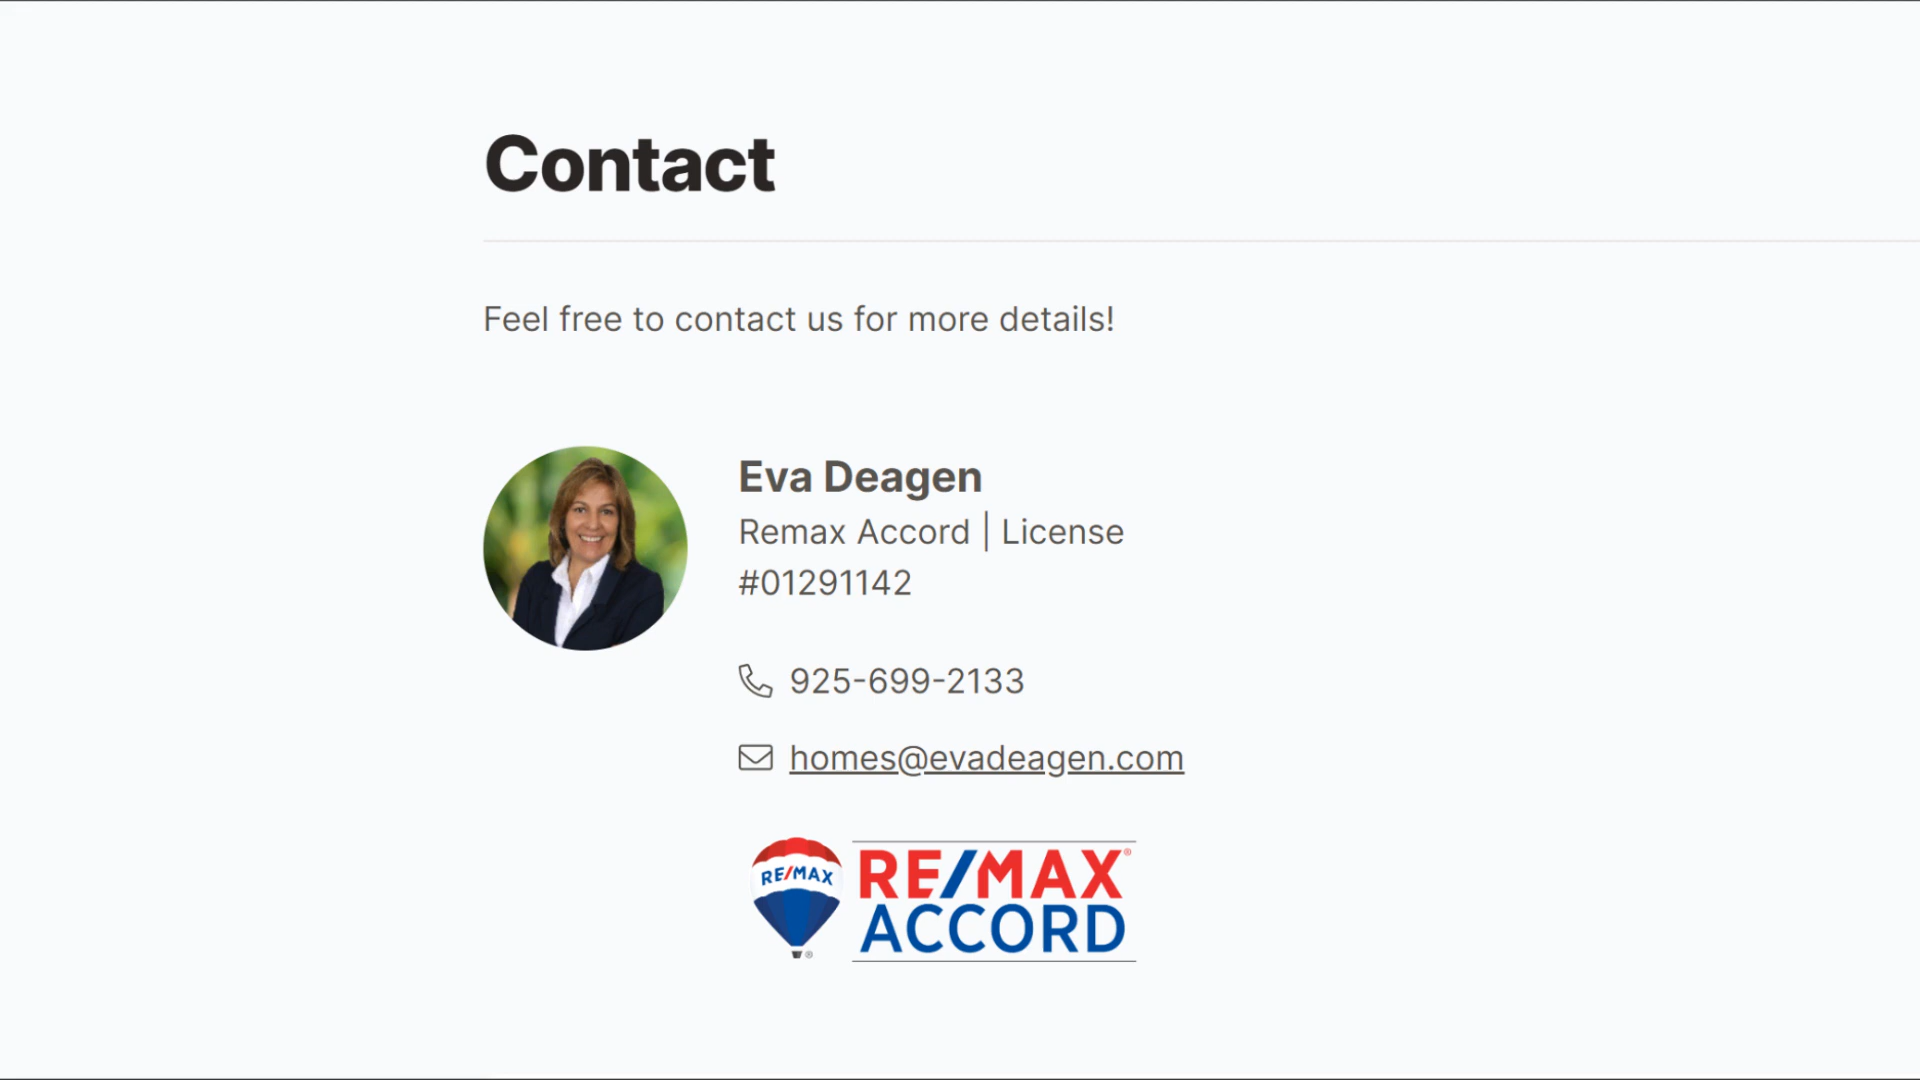 Contact
Feel free to contact us for more details!
Eva Deagen
Remax Accord | License
#01291142
925-699-2133
homes@evadeagen.com
RE/MAX
®
RE/MAX®
ACCORD